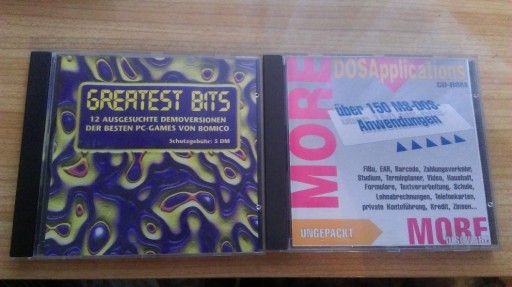 GREATEST BITS
12 AUSGESUCHTE DEMOVERSIONEN
DER BESTEN PC-GAMES VON BOMICO
Schutzgebühr: 5 DM
MORE
DOSApplications
CD-ROM
über 150 MS-DOS-
Anwendungen
Fibu, EAR, Barcode, Zahlungsverkehr,
Studium, Terminplaner, Video, Haushalt,
Formulare, Textverarbeitung, Schule,
Lohnabrechnungen, Telefonkarten,
private Kontoführung, Kredit, Zinsen...
UNGEPACKT
MORE